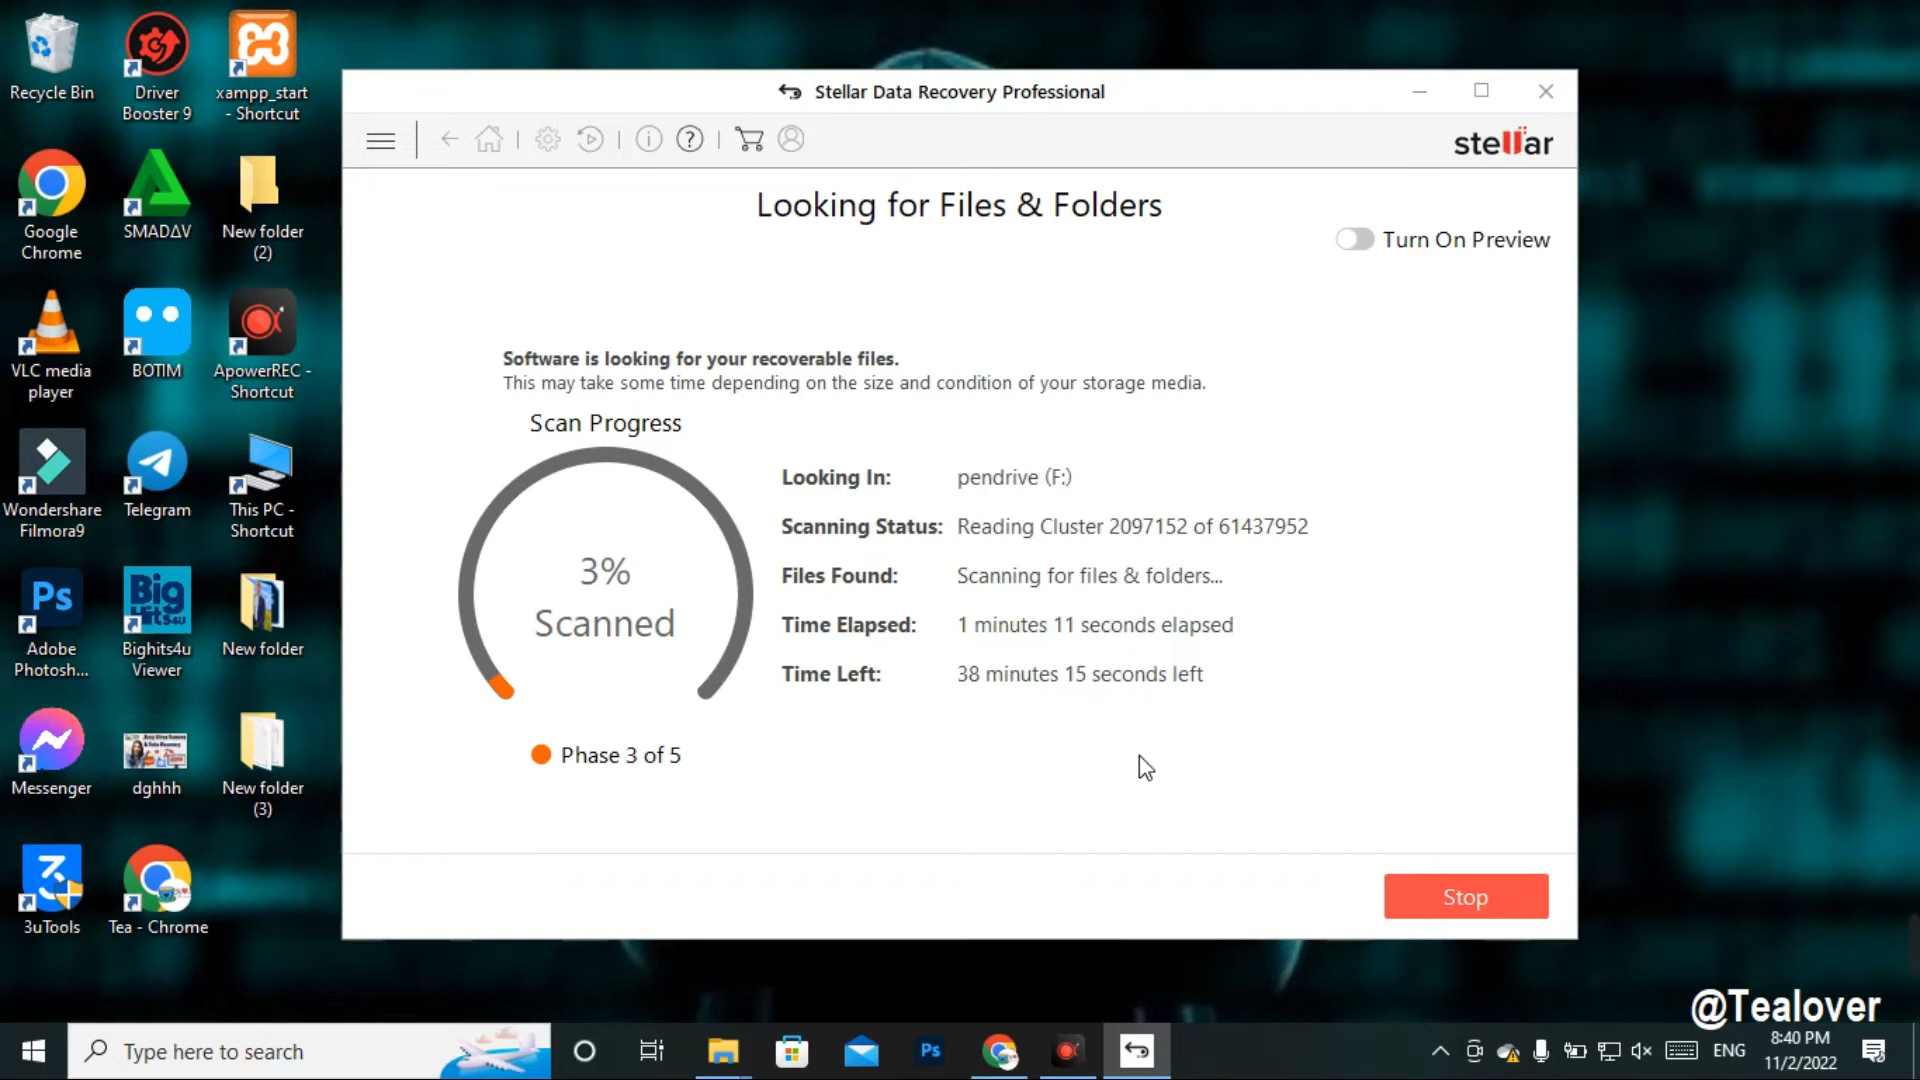 Recycle Bin
Driver
Booster 9
xampp_start
- Shortcut
Google
Chrome
SMADΔV
New folder
(2)
VLC media
player
BOTIM
ApowerREC -
Shortcut
Wondershare
Filmora9
Telegram
This PC -
Shortcut
Ps
Adobe
Photosh...
Big
Hits4U
Bighits4u
Viewer
New folder
Messenger
dghhh
New folder
(3)
3uTools
Tea - Chrome
Stellar Data Recovery Professional
stellar
Looking for Files & Folders
Turn On Preview
Software is looking for your recoverable files.
This may take some time depending on the size and condition of your storage media.
Scan Progress
3%
Scanned
Phase 3 of 5
Looking In: pendrive (F:)
Scanning Status: Reading Cluster 2097152 of 61437952
Files Found: Scanning for files & folders...
Time Elapsed: 1 minutes 11 seconds elapsed
Time Left: 38 minutes 15 seconds left
Stop
@Tealover
Type here to search
Ps
ENG
8:40 PM
11/2/2022